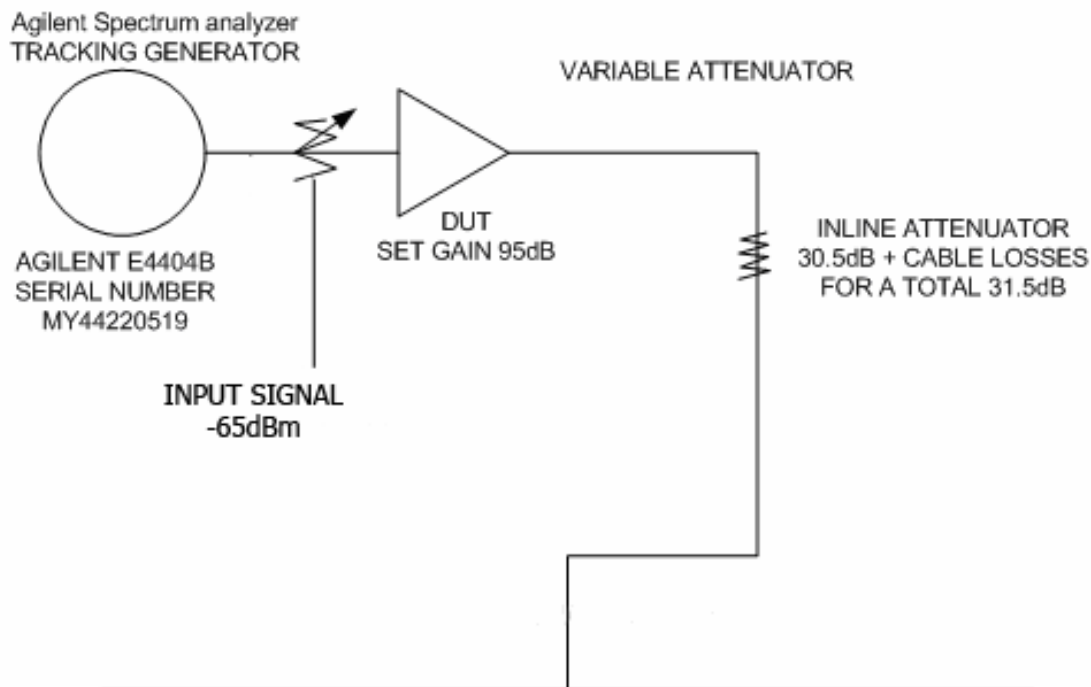 Agilent Spectrum analyzer
TRACKING GENERATOR
VARIABLE ATTENUATOR
DUT
SET GAIN 95dB
INLINE ATTENUATOR
30.5dB + CABLE LOSSES
FOR A TOTAL 31.5dB
AGILENT E4404B
SERIAL NUMBER
MY44220519
INPUT SIGNAL
-65dBm